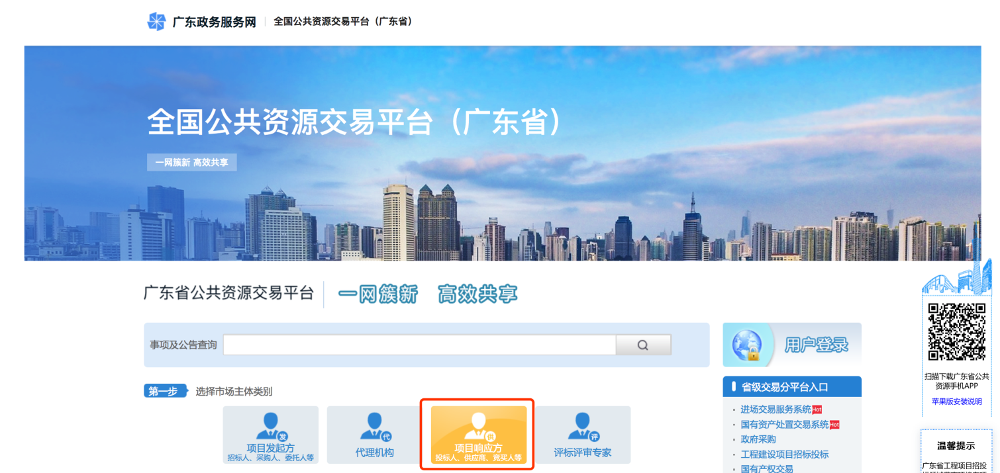 广东政务服务网
全国公共资源交易平台（广东省）
全国公共资源交易平台（广东省）
一网簇新 高效共享
广东省公共资源交易平台
一网簇新 高效共享
事项及公告查询
用户登录
第一步 选择市场主体类别
发
项目发起方
招标人、采购人、委托人等
代
代理机构
供
项目响应方
投标人、供应商、竞买人等
评
评标评审专家
省级交易分平台入口
进场交易服务系统 Hot
国有资产处置交易系统 Hot
政府采购
工程建设项目招标投标
国有产权交易
扫描下载广东省公共
资源手机APP
苹果版安装说明
温馨提示
广东省工程项目招投